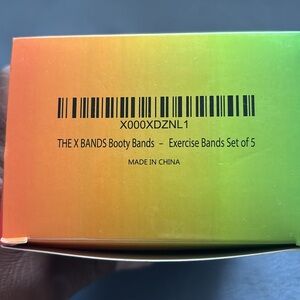 X000XDZNL1
THE X BANDS Booty Bands – Exercise Bands Set of 5
MADE IN CHINA